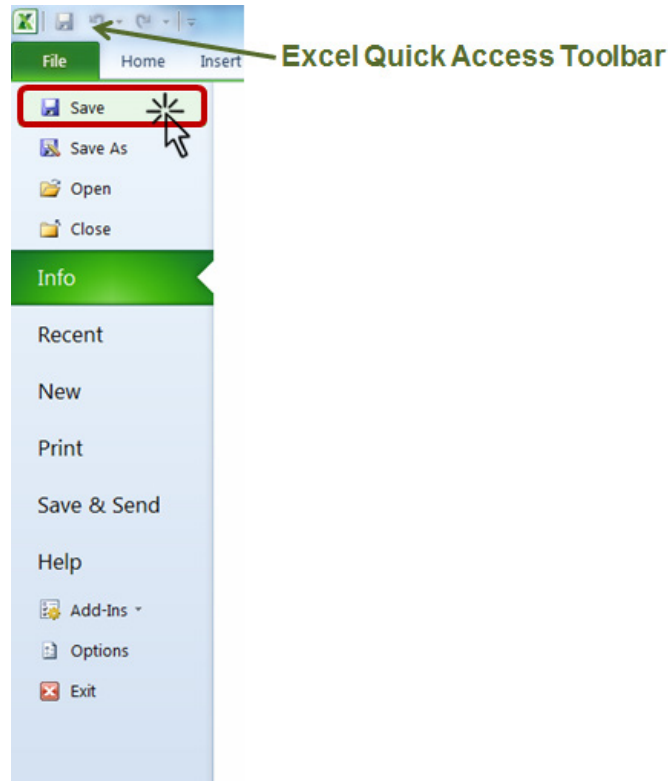 File Home Insert
Excel Quick Access Toolbar
Save
Save As
Open
Close
Info
Recent
New
Print
Save & Send
Help
Add-Ins
Options
Exit